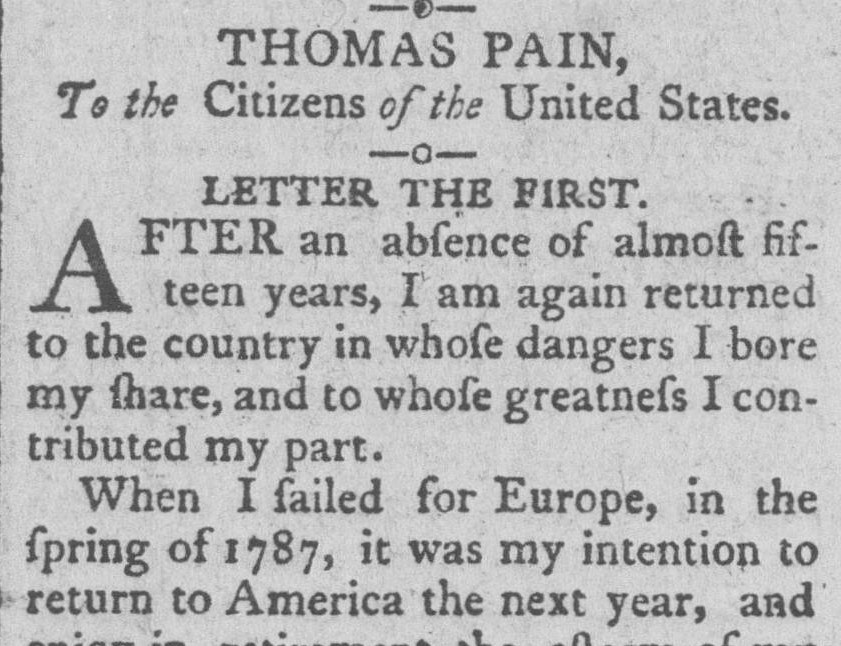 THOMAS PAIN,
To the Citizens of the United States.
LETTER THE FIRST.
AFTER an abſence of almoſt fif-
teen years, I am again returned
to the country in whoſe dangers I bore
my ſhare, and to whoſe greatneſs I con-
tributed my part.
When I ſailed for Europe, in the
ſpring of 1787, it was my intention to
return to America the next year, and